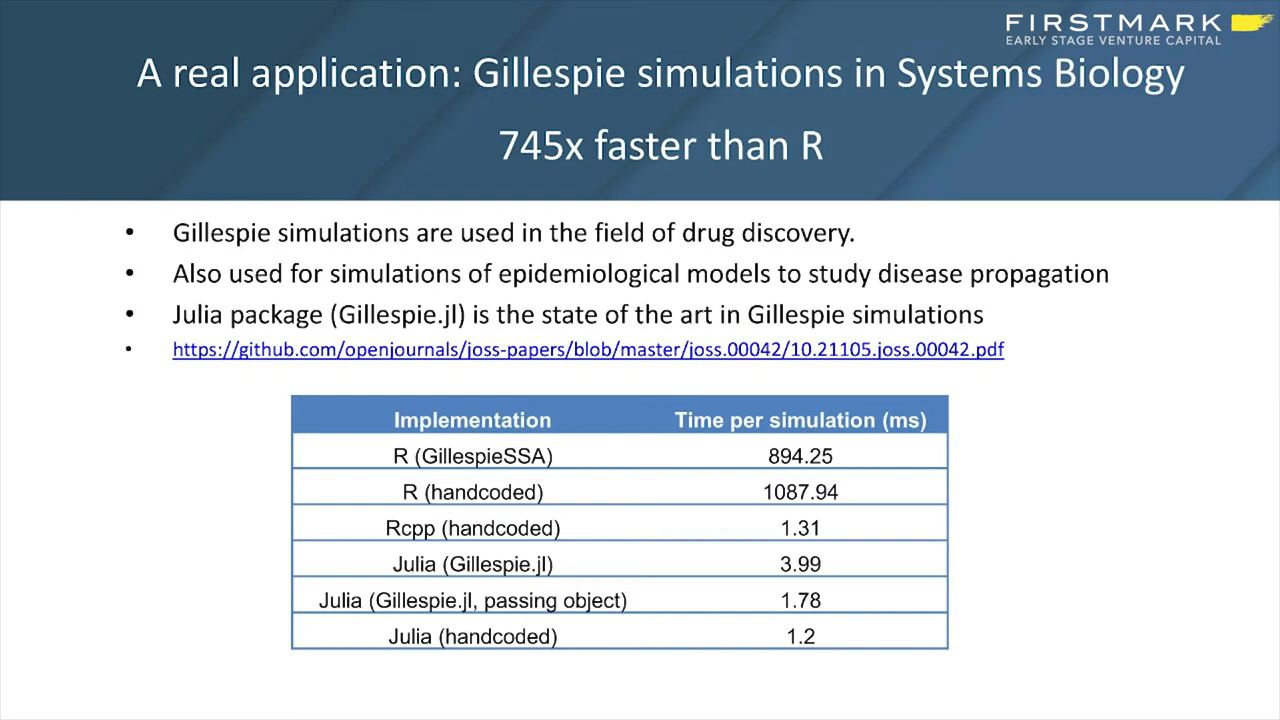 FIRSTMARK
EARLY STAGE VENTURE CAPITAL
A real application: Gillespie simulations in Systems Biology
745x faster than R
• Gillespie simulations are used in the field of drug discovery.
• Also used for simulations of epidemiological models to study disease propagation
• Julia package (Gillespie.jl) is the state of the art in Gillespie simulations
• https://github.com/openjournals/joss-papers/blob/master/joss.00042/10.21105.joss.00042.pdf
Implementation Time per simulation (ms)
R (GillespieSSA) 894.25
R (handcoded) 1087.94
Rcpp (handcoded) 1.31
Julia (Gillespie.jl) 3.99
Julia (Gillespie.jl, passing object) 1.78
Julia (handcoded) 1.2